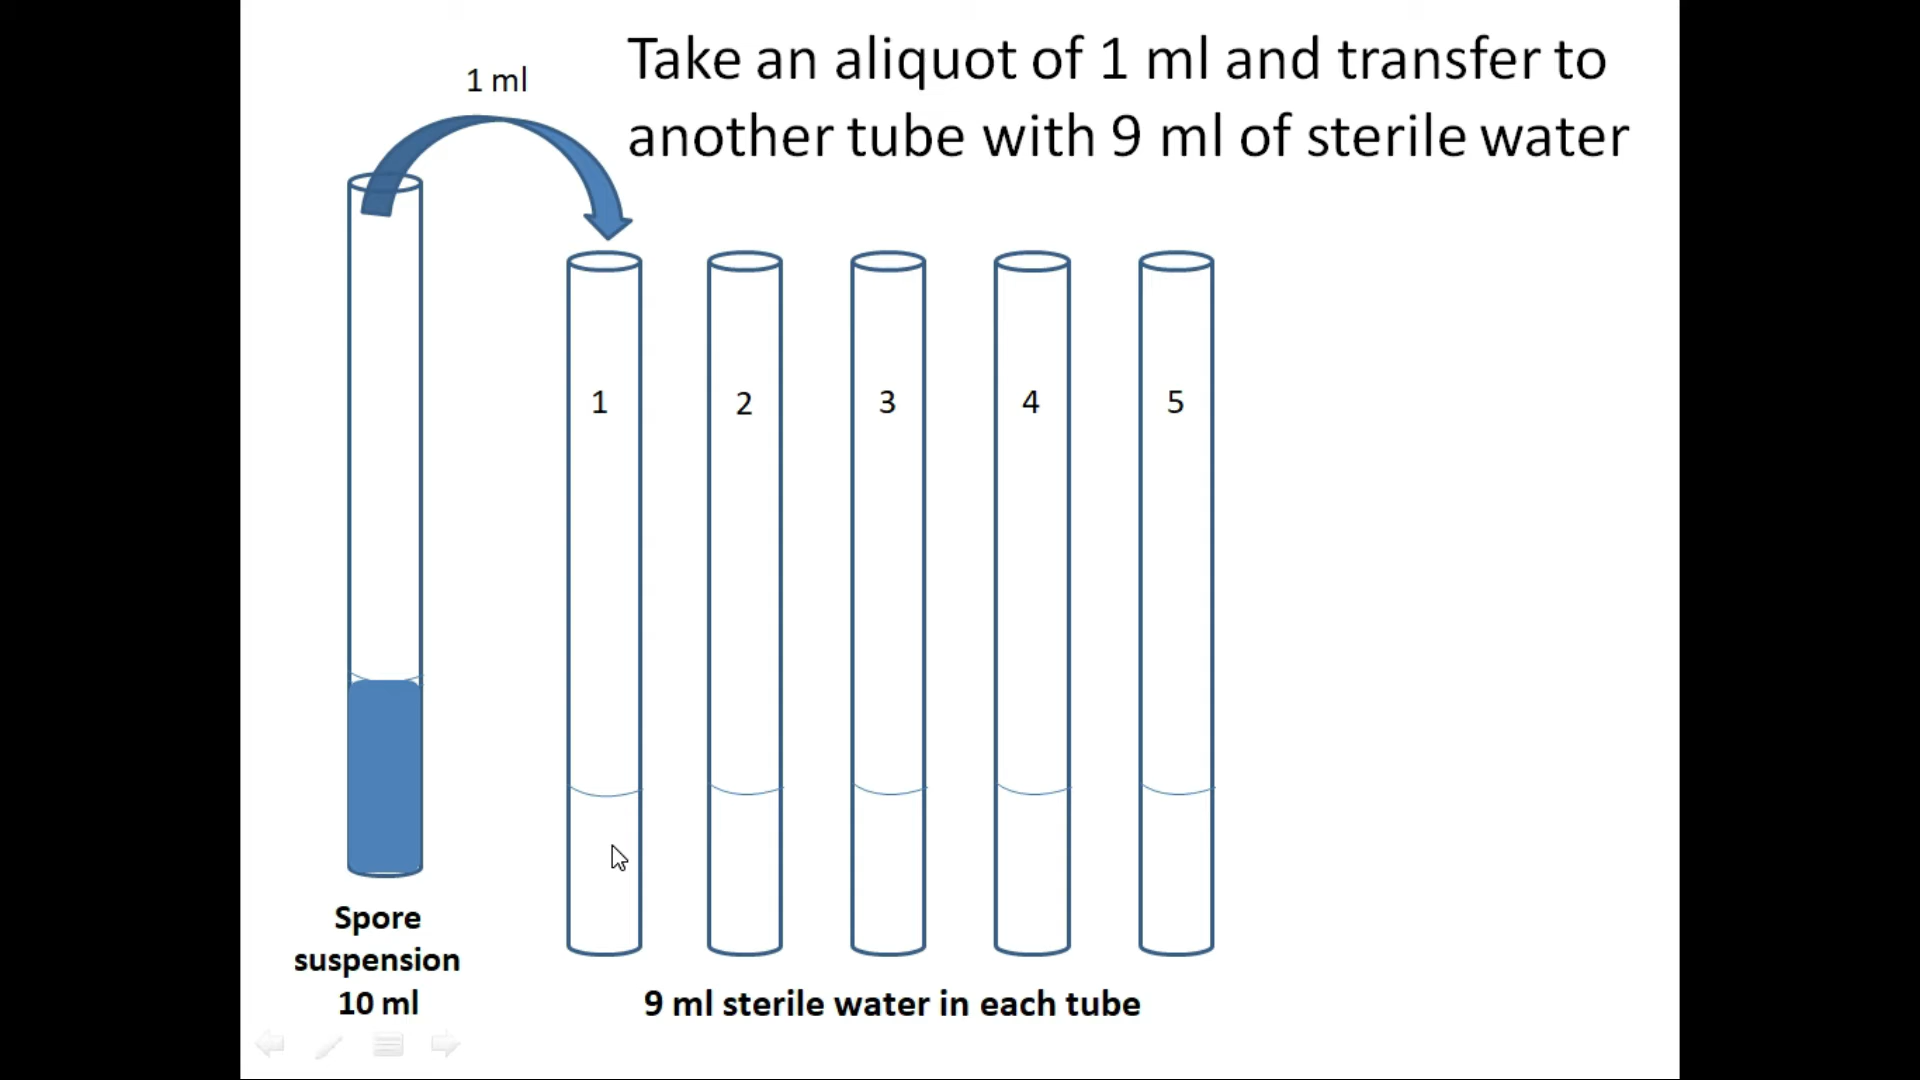 Take an aliquot of 1 ml and transfer to
another tube with 9 ml of sterile water
1 ml
1
2
3
4
5
Spore
suspension
10 ml
9 ml sterile water in each tube